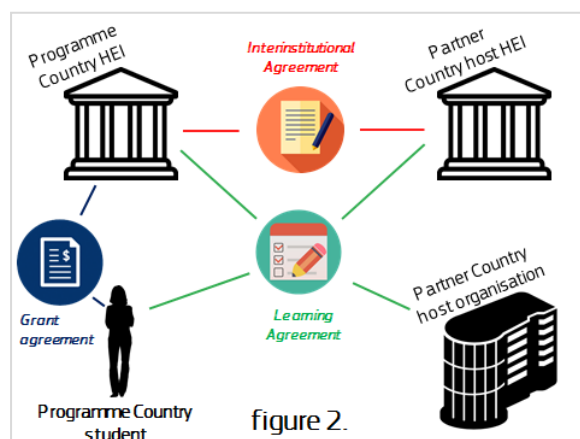 Programme
Country HEI
Interinstitutional
Agreement
Partner
Country host HEI
$
Grant
agreement
Learning
Agreement
Partner Country
host organisation
Programme Country
student
figure 2.